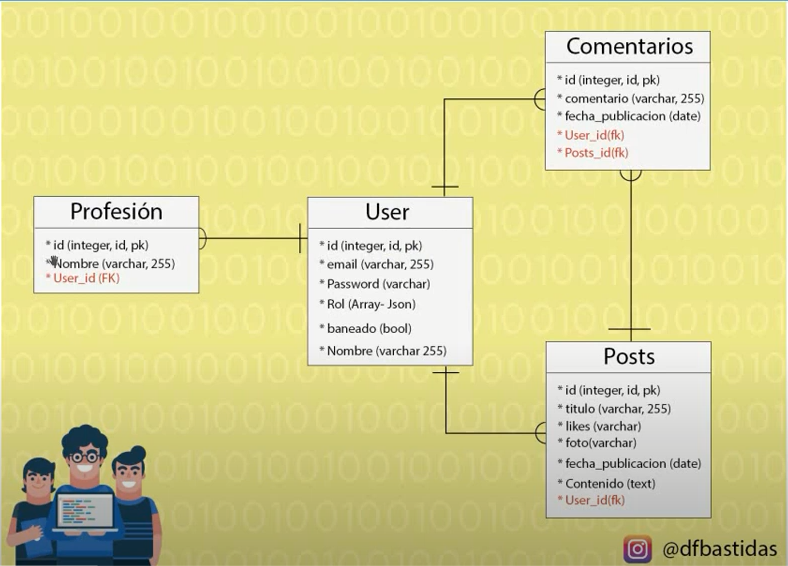 Comentarios
* id (integer, id, pk)
* comentario (varchar, 255)
* fecha_publicacion (date)
* User_id(fk)
* Posts_id(fk)
Profesión
* id (integer, id, pk)
* Nombre (varchar, 255)
* User_id (FK)
User
* id (integer, id, pk)
* email (varchar, 255)
* Password (varchar)
* Rol (Array- Json)
* baneado (bool)
* Nombre (varchar 255)
Posts
* id (integer, id, pk)
* titulo (varchar, 255)
* likes (varchar)
* foto(varchar)
* fecha_publicacion (date)
* Contenido (text)
* User_id(fk)
@dfbastidas